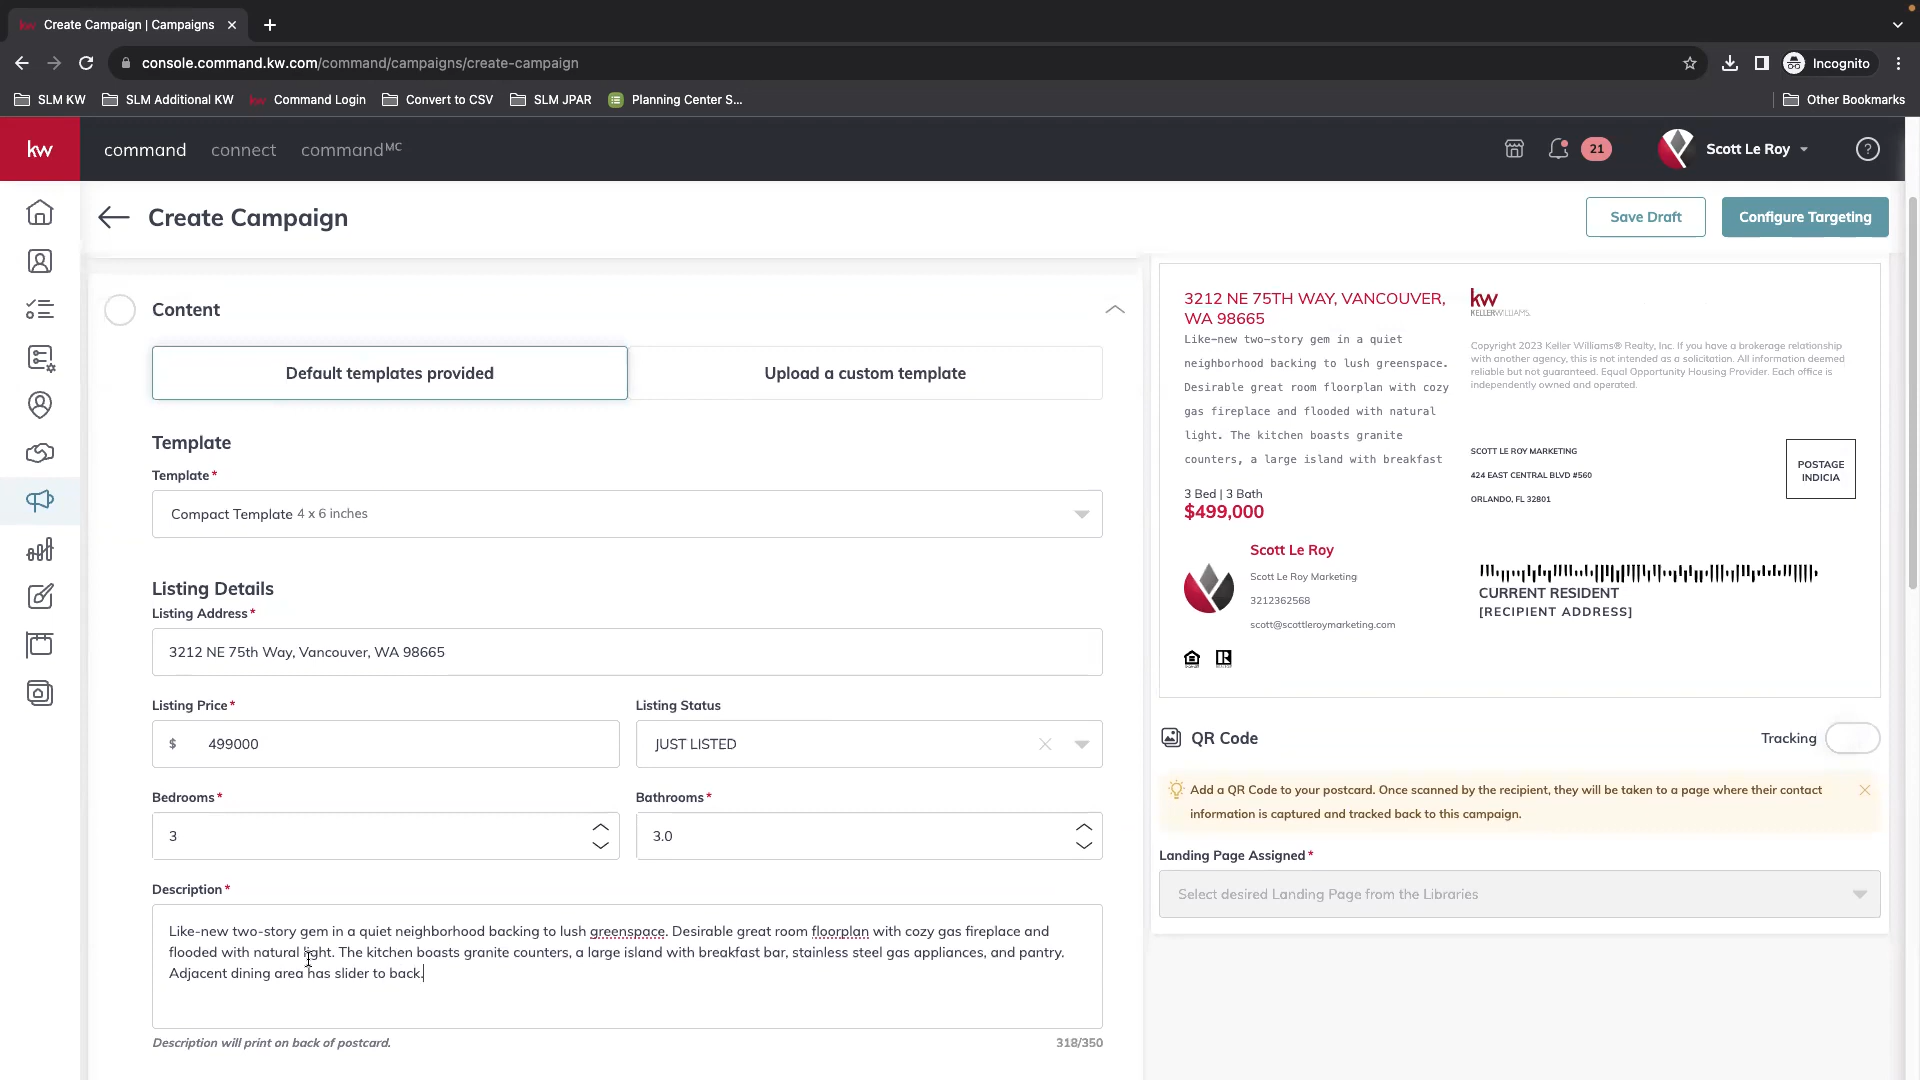 Create Campaign | Campaigns
console.command.kw.com/command/campaigns/create-campaign
Incognito
SLM KW
SLM Additional KW
Command Login
Convert to CSV
SLM JPAR
Planning Center S...
Other Bookmarks
kw
command
connect
commandMC
21
Scott Le Roy
Create Campaign
Save Draft
Configure Targeting
Content
Default templates provided
Upload a custom template
Template
Template*
Compact Template 4 x 6 inches
Listing Details
Listing Address*
3212 NE 75th Way, Vancouver, WA 98665
Listing Price*
Listing Status
$ 499000
JUST LISTED
Bedrooms*
Bathrooms*
3
3.0
Description*
Like-new two-story gem in a quiet neighborhood backing to lush greenspace. Desirable great room floorplan with cozy gas fireplace and
flooded with natural light. The kitchen boasts granite counters, a large island with breakfast bar, stainless steel gas appliances, and pantry.
Adjacent dining area has slider to back.
Description will print on back of postcard.
318/350
3212 NE 75TH WAY, VANCOUVER,
WA 98665
Like-new two-story gem in a quiet
neighborhood backing to lush greenspace.
Desirable great room floorplan with cozy
gas fireplace and flooded with natural
light. The kitchen boasts granite
counters, a large island with breakfast
3 Bed | 3 Bath
$499,000
Scott Le Roy
Scott Le Roy Marketing
3212362568
scott@scottleroymarketing.com
kw
KELLERWILLIAMS.
Copyright 2023 Keller Williams® Realty, Inc. If you have a brokerage relationship
with another agency, this is not intended as a solicitation. All information deemed
reliable but not guaranteed. Equal Opportunity Housing Provider. Each office is
independently owned and operated.
SCOTT LE ROY MARKETING
424 EAST CENTRAL BLVD #560
ORLANDO, FL 32801
POSTAGE
INDICIA
CURRENT RESIDENT
[RECIPIENT ADDRESS]
QR Code
Tracking
Add a QR Code to your postcard. Once scanned by the recipient, they will be taken to a page where their contact
information is captured and tracked back to this campaign.
Landing Page Assigned*
Select desired Landing Page from the Libraries